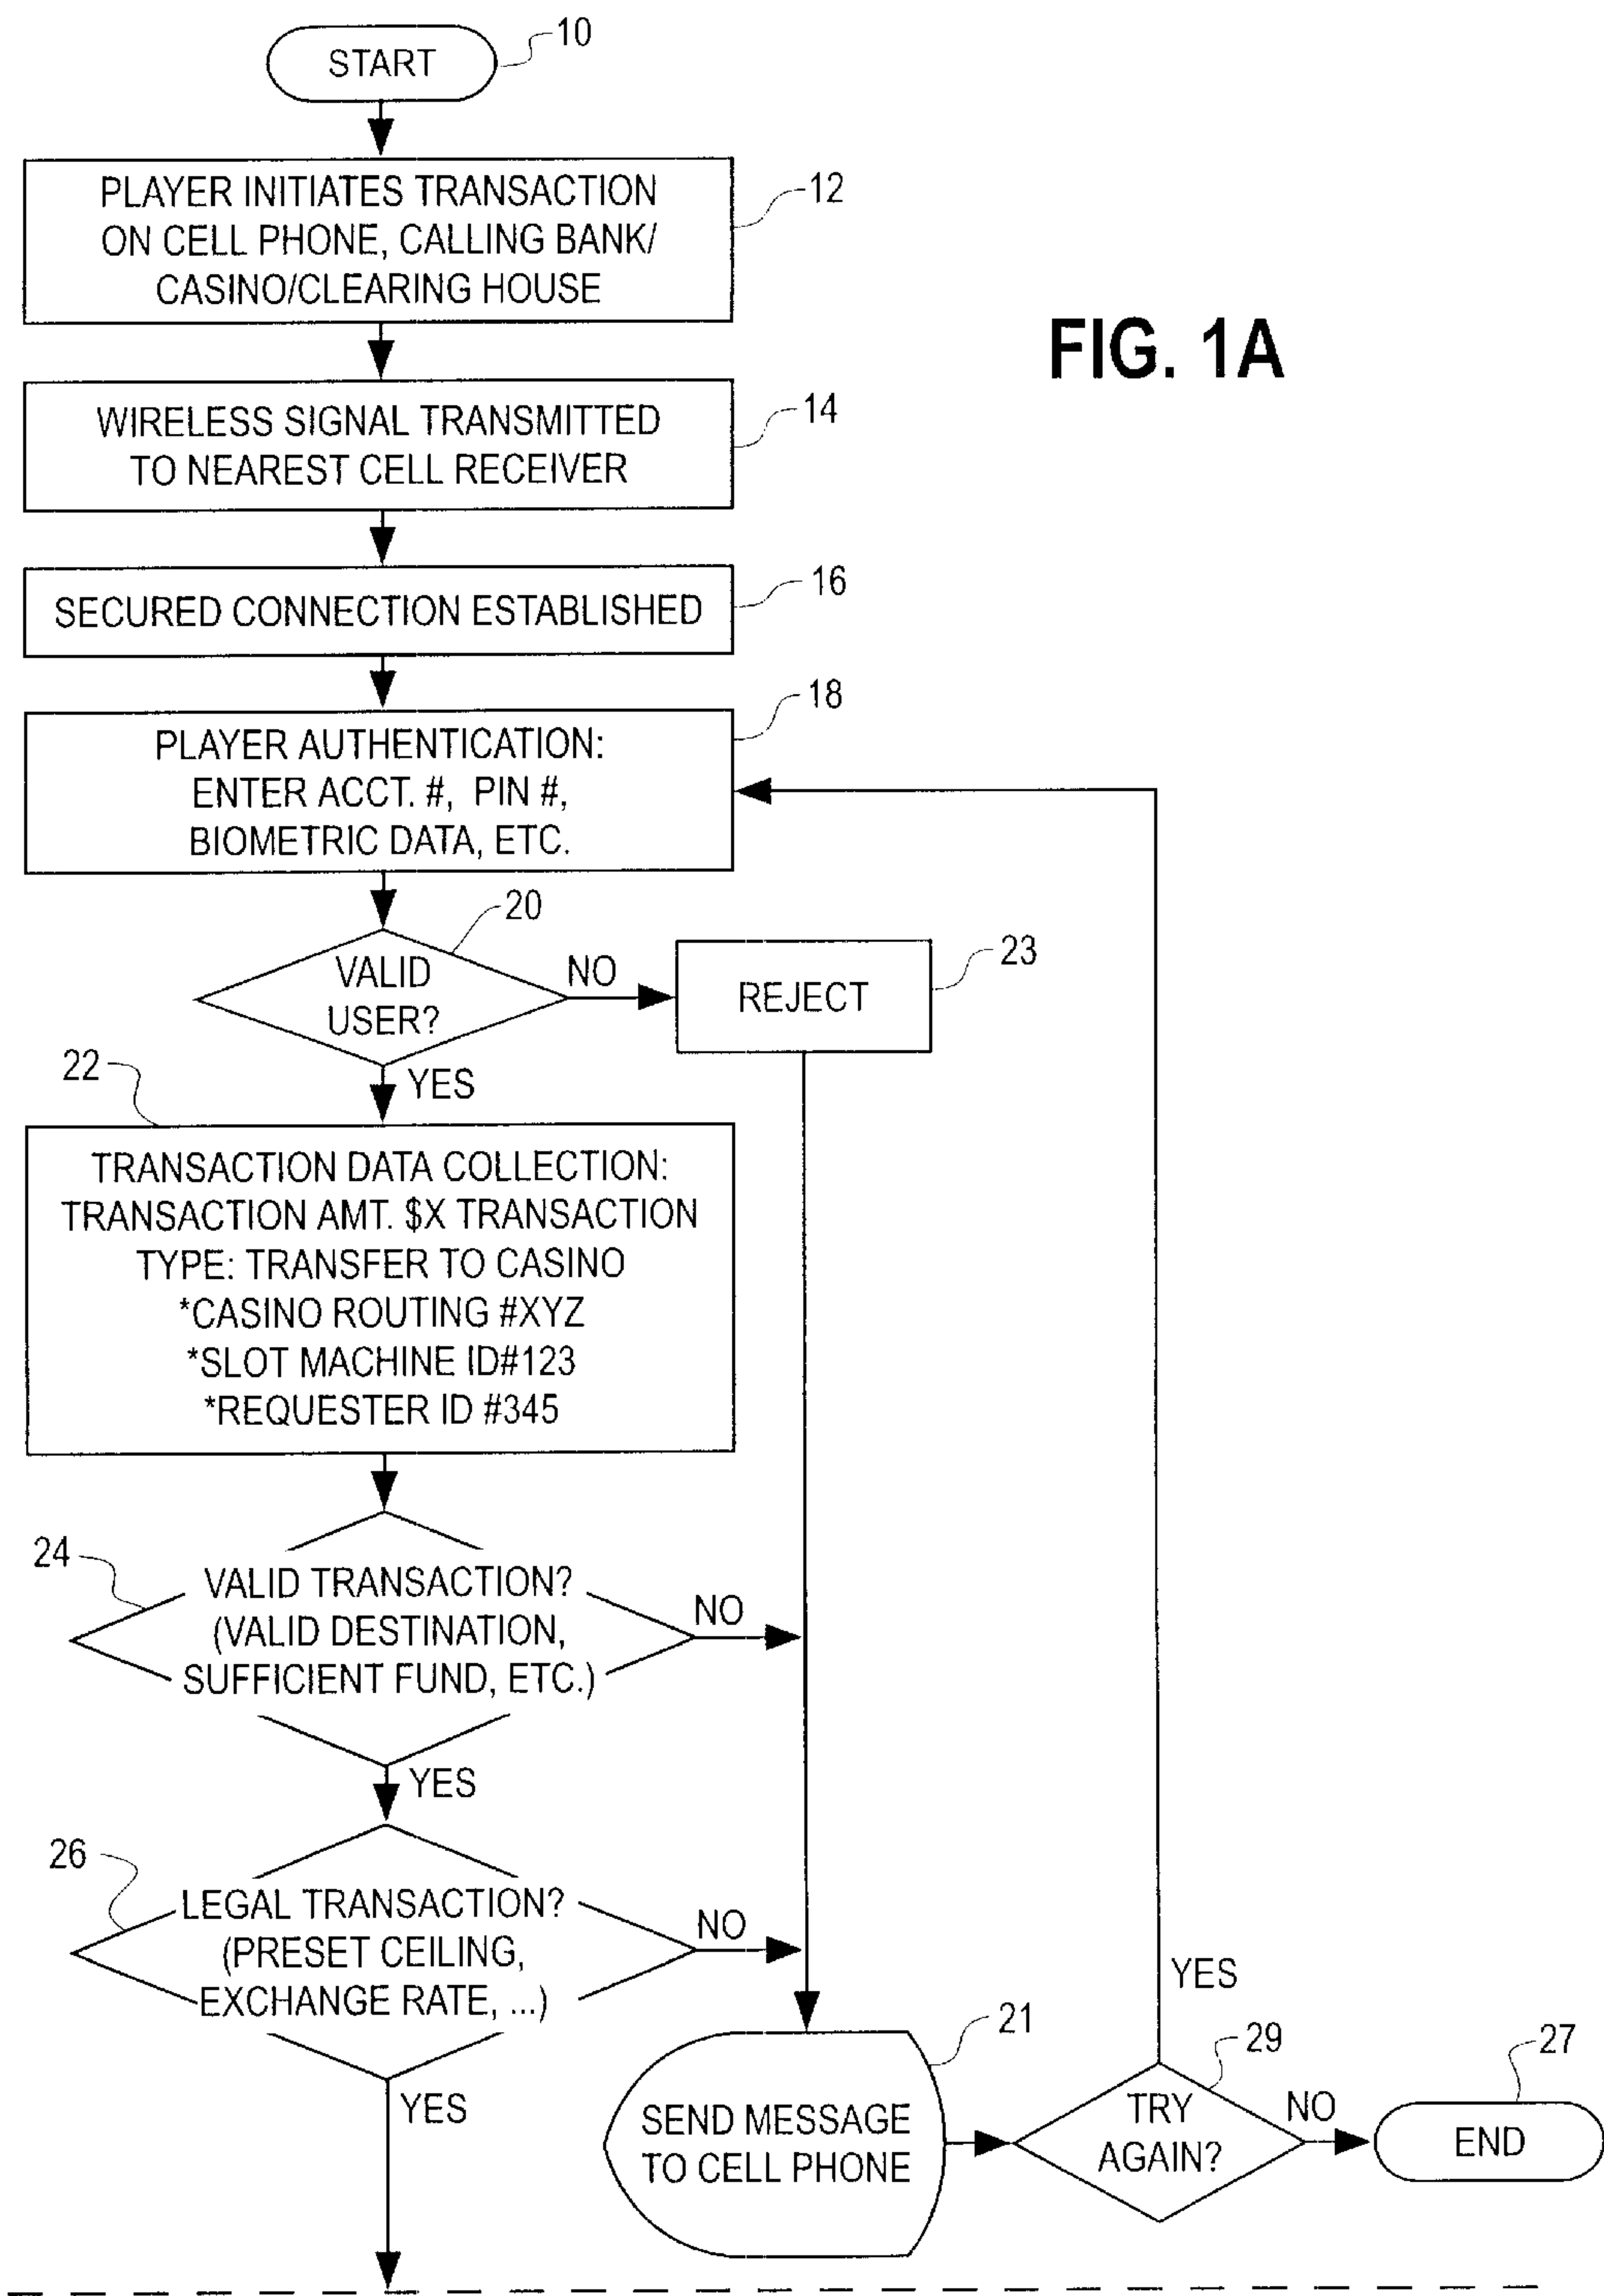 START
10
PLAYER INITIATES TRANSACTION
ON CELL PHONE, CALLING BANK/
CASINO/CLEARING HOUSE
12
FIG. 1A
WIRELESS SIGNAL TRANSMITTED
TO NEAREST CELL RECEIVER
14
SECURED CONNECTION ESTABLISHED
16
PLAYER AUTHENTICATION:
ENTER ACCT. #, PIN #,
BIOMETRIC DATA, ETC.
18
VALID
USER?
20
NO
REJECT
23
YES
22
TRANSACTION DATA COLLECTION:
TRANSACTION AMT. $X TRANSACTION
TYPE: TRANSFER TO CASINO
*CASINO ROUTING #XYZ
*SLOT MACHINE ID#123
*REQUESTER ID #345
24
VALID TRANSACTION?
(VALID DESTINATION,
SUFFICIENT FUND, ETC.)
NO
YES
26
LEGAL TRANSACTION?
(PRESET CEILING,
EXCHANGE RATE, ...)
NO
YES
SEND MESSAGE
TO CELL PHONE
21
YES
TRY
AGAIN?
29
NO
END
27